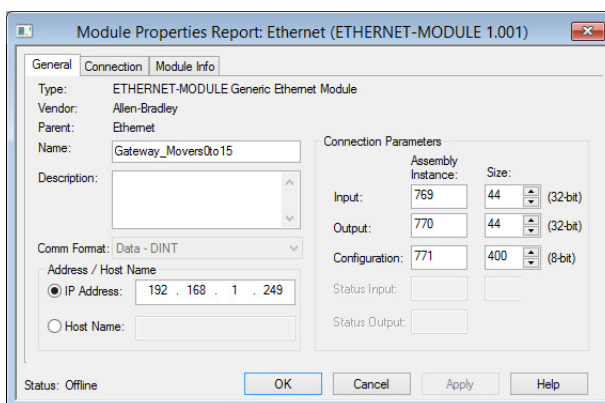 Module Properties Report: Ethernet (ETHERNET-MODULE 1.001)
General Connection Module Info
Type: ETHERNET-MODULE Generic Ethernet Module
Vendor: Allen-Bradley
Parent: Ethernet
Name: Gateway_Movers0to15
Description:
Comm Format: Data - DINT
Address / Host Name
IP Address: 192 . 168 . 1 . 249
Host Name:
Connection Parameters
Assembly
Instance: Size:
Input: 769 44 (32-bit)
Output: 770 44 (32-bit)
Configuration: 771 400 (8-bit)
Status Input:
Status Output:
Status: Offline OK Cancel Apply Help